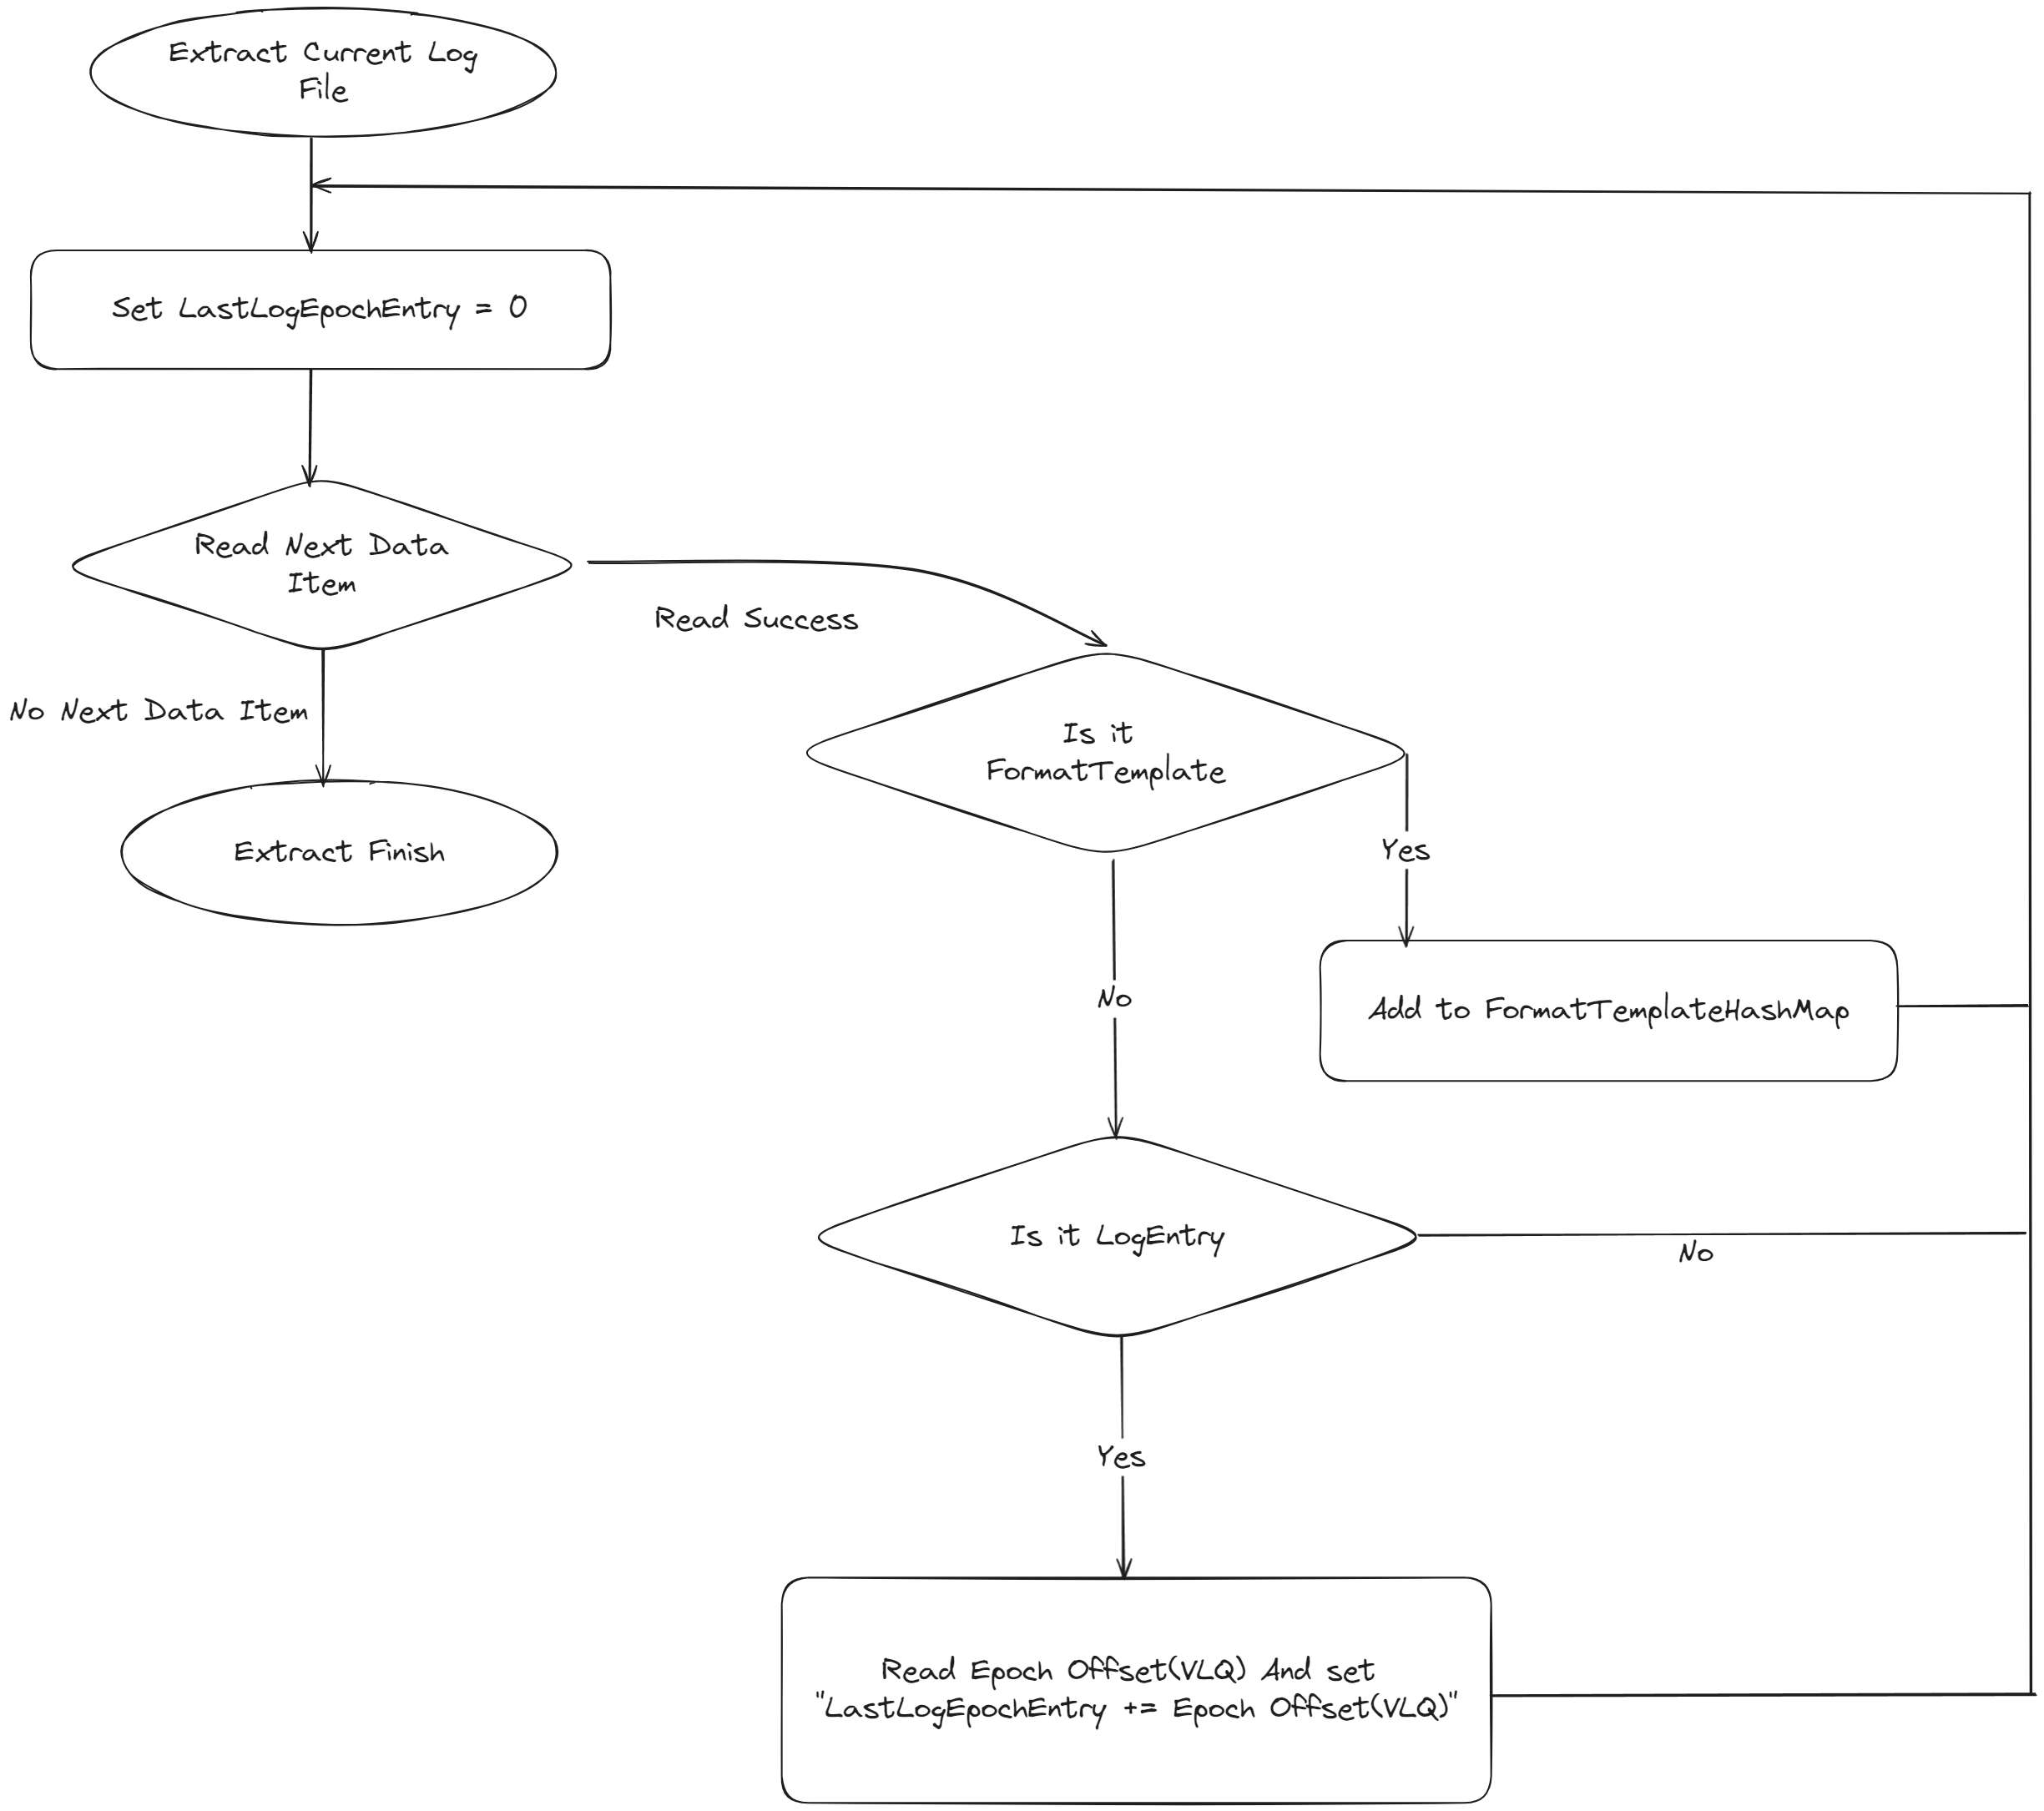 Extract Current Log
File
Set LastLogEpochEntry = 0
Read Next Data
Item
Read Success
No Next Data Item
Extract Finish
Is it
FormatTemplate
Yes
No
Add to FormatTemplateHashMap
Is it LogEntry
No
Yes
Read Epoch Offset(VLQ) And set
"LastLogEpochEntry += Epoch Offset(VLQ)"